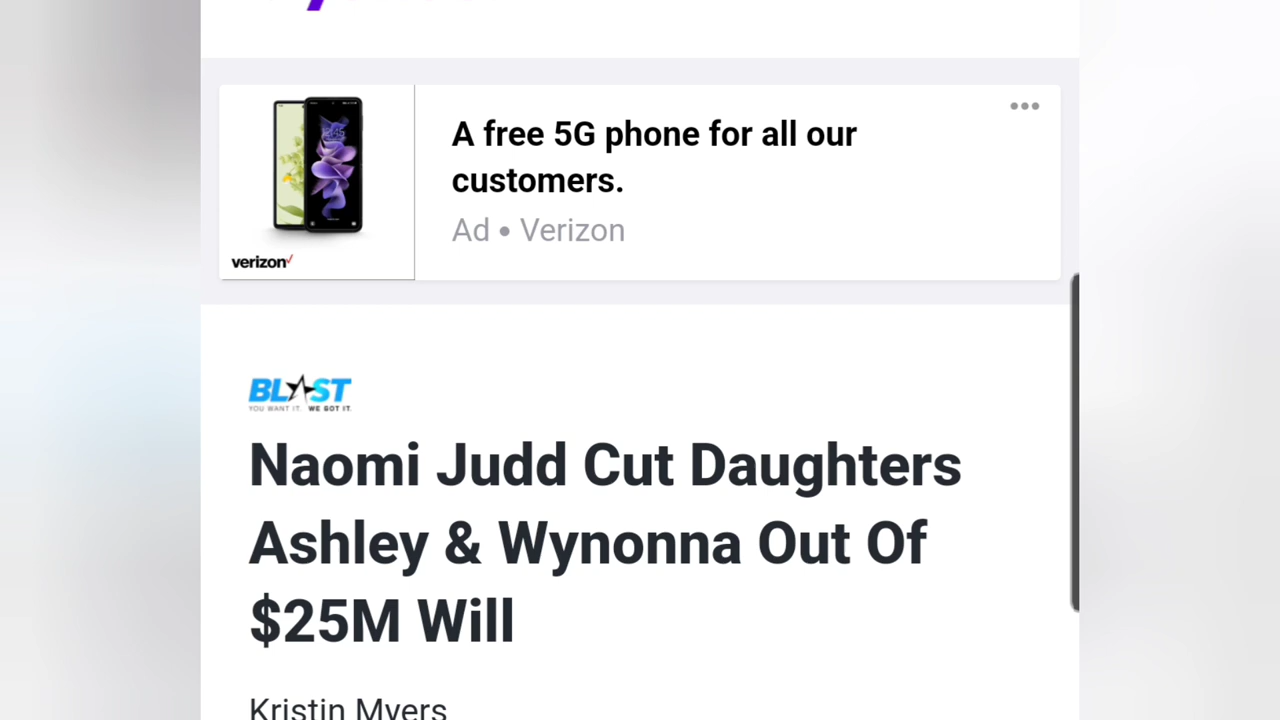 A free 5G phone for all our
customers.
Ad • Verizon
verizon✓
BLAST
YOU WANT IT. WE GOT IT.
Naomi Judd Cut Daughters
Ashley & Wynonna Out Of
$25M Will
Kristin Myers